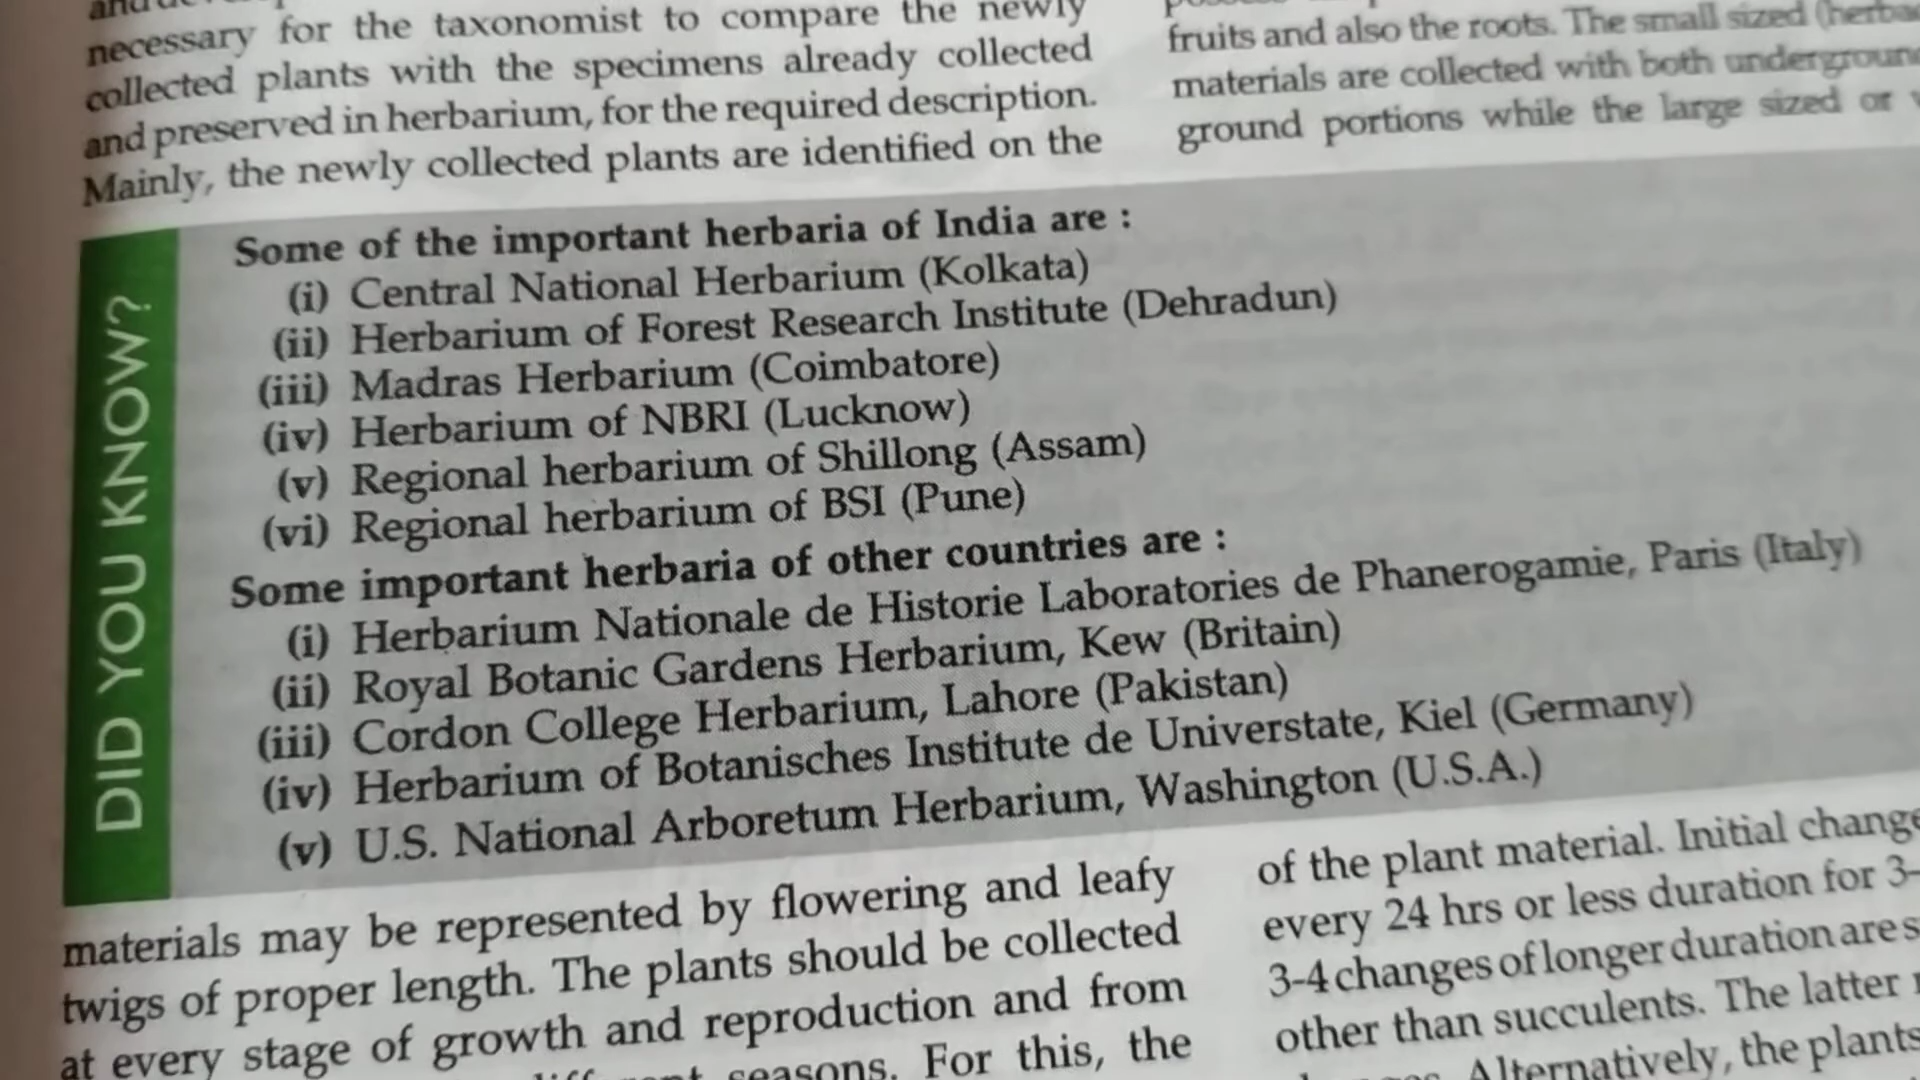 necessary for the taxonomist to compare the newly
collected plants with the specimens already collected
and preserved in herbarium, for the required description.
Mainly, the newly collected plants are identified on the
fruits and also the roots. The small sized
materials are collected with both
ground portions while the large sized or
DID YOU KNOW?
Some of the important herbaria of India are :
(i) Central National Herbarium (Kolkata)
(ii) Herbarium of Forest Research Institute (Dehradun)
(iii) Madras Herbarium (Coimbatore)
(iv) Herbarium of NBRI (Lucknow)
(v) Regional herbarium of Shillong (Assam)
(vi) Regional herbarium of BSI (Pune)
Some important herbaria of other countries are :
(i) Herbarium Nationale de Historie Laboratories de Phanerogamie, Paris (Italy)
(ii) Royal Botanic Gardens Herbarium, Kew (Britain)
(iii) Cordon College Herbarium, Lahore (Pakistan)
(iv) Herbarium of Botanisches Institute de Universtate, Kiel (Germany)
(v) U.S. National Arboretum Herbarium, Washington (U.S.A.)
materials may be represented by flowering and leafy
twigs of proper length. The plants should be collected
at every stage of growth and reproduction and from
seasons. For this, the
of the plant material. Initial
every 24 hrs or less duration for 3-
3-4 changes of longer duration are
other than succulents. The latter
Alternatively, the plants